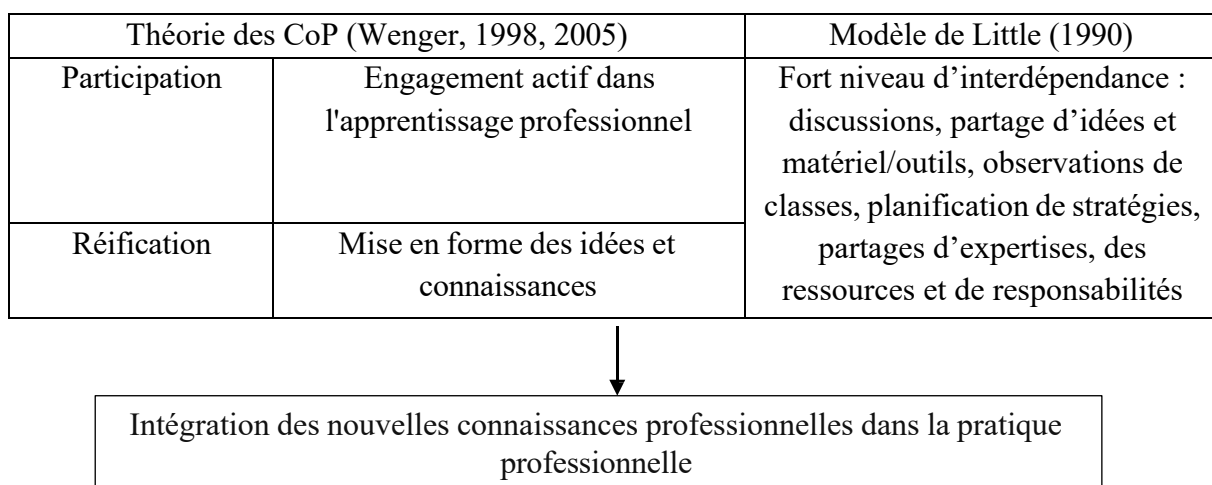 Théorie des CoP (Wenger, 1998, 2005)
Modèle de Little (1990)
Participation
Engagement actif dans
l'apprentissage professionnel
Réification
Mise en forme des idées et
connaissances
Fort niveau d’interdépendance :
discussions, partage d’idées et
matériel/outils, observations de
classes, planification de stratégies,
partages d’expertises, des
ressources et de responsabilités
Intégration des nouvelles connaissances professionnelles dans la pratique
professionnelle